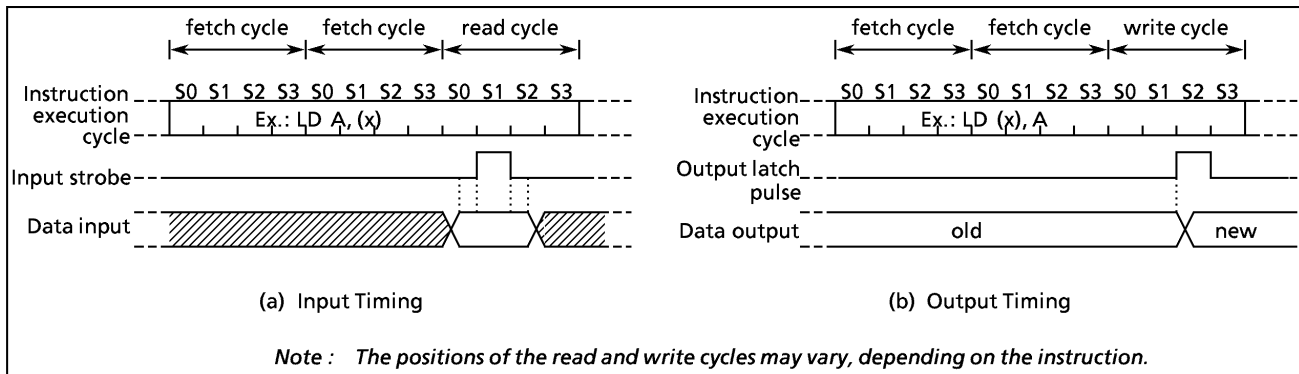 fetch cycle fetch cycle read cycle
S0 S1 S2 S3 S0 S1 S2 S3 S0 S1 S2 S3
Instruction
execution
cycle
Ex.: LD A, (x)
Input strobe
Data input
(a) Input Timing
fetch cycle fetch cycle write cycle
S0 S1 S2 S3 S0 S1 S2 S3 S0 S1 S2 S3
Instruction
execution
cycle
Ex.: LD (x), A
Output latch
pulse
Data output
old new
(b) Output Timing
Note : The positions of the read and write cycles may vary, depending on the instruction.